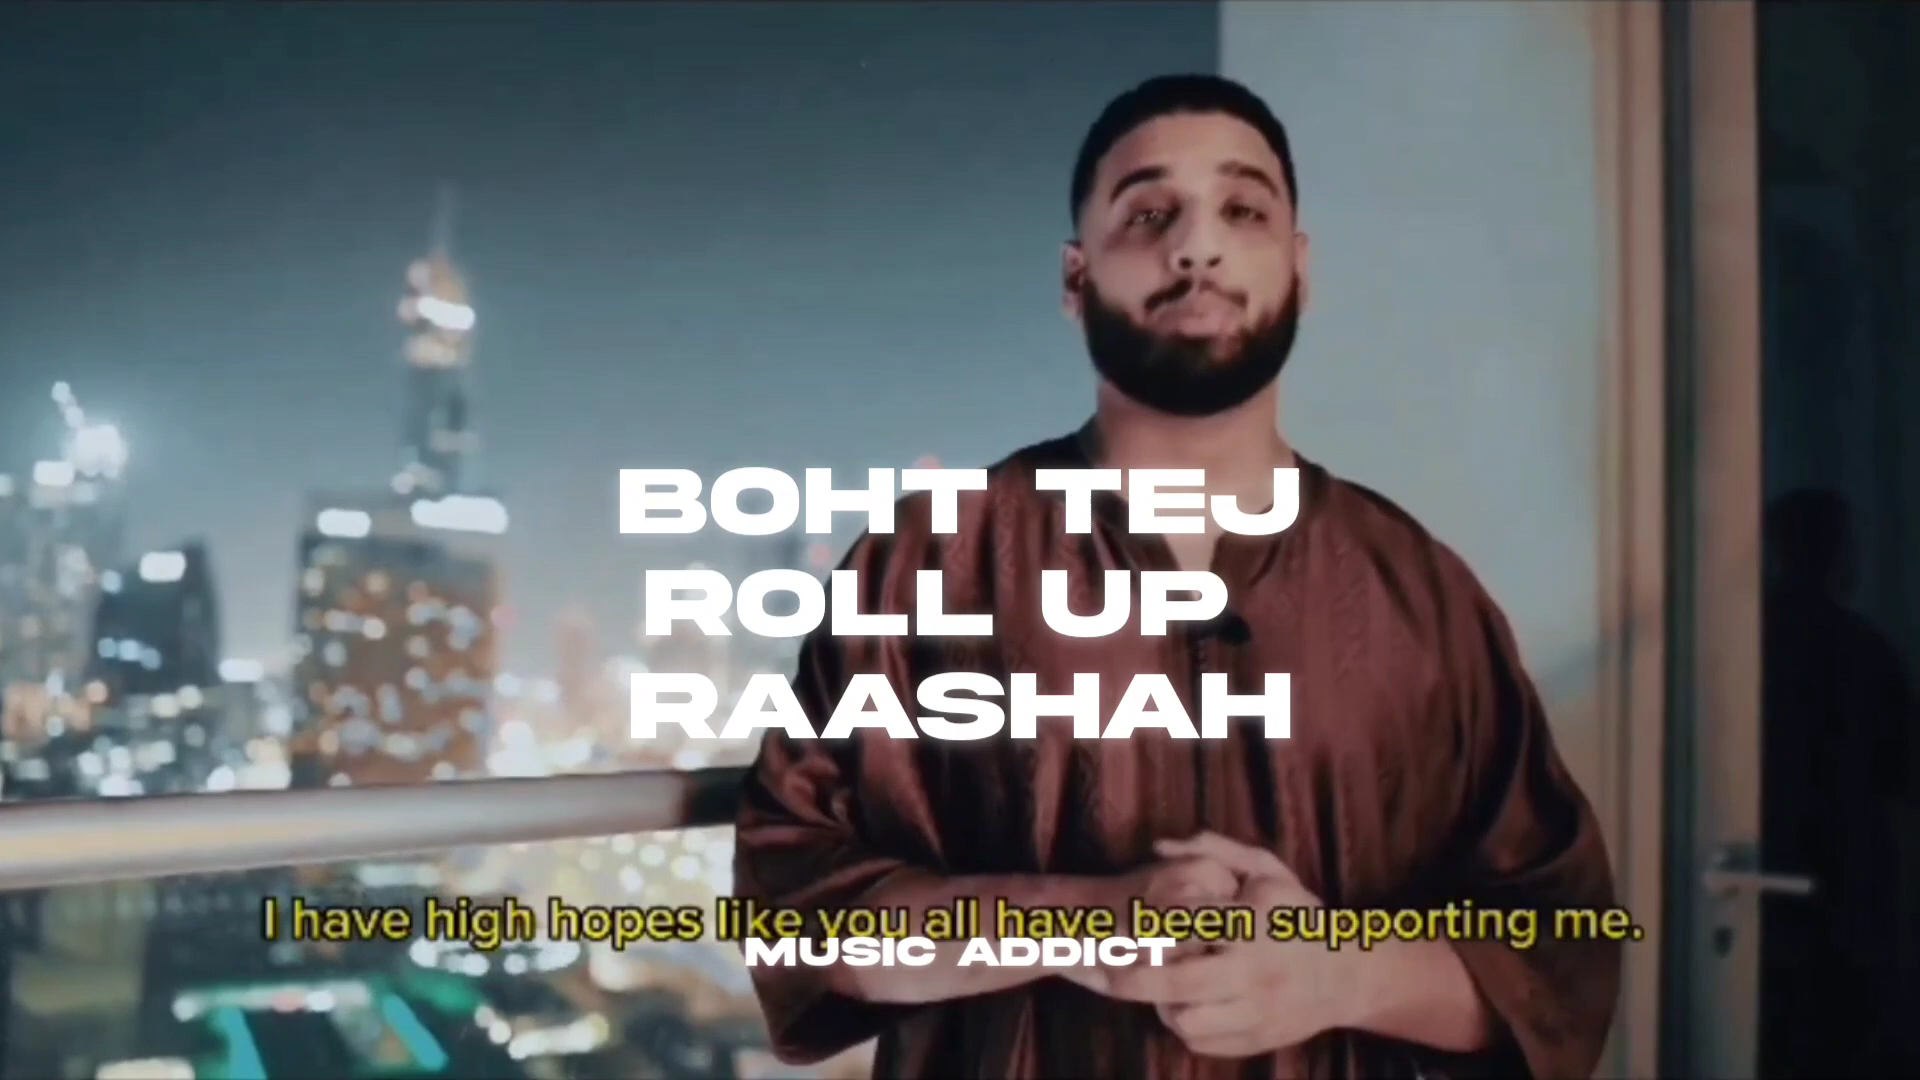 BOHT TEJ
ROLL UP
RAASHAH
I have high hopes like you all have been supporting me.
MUSIC ADDICT